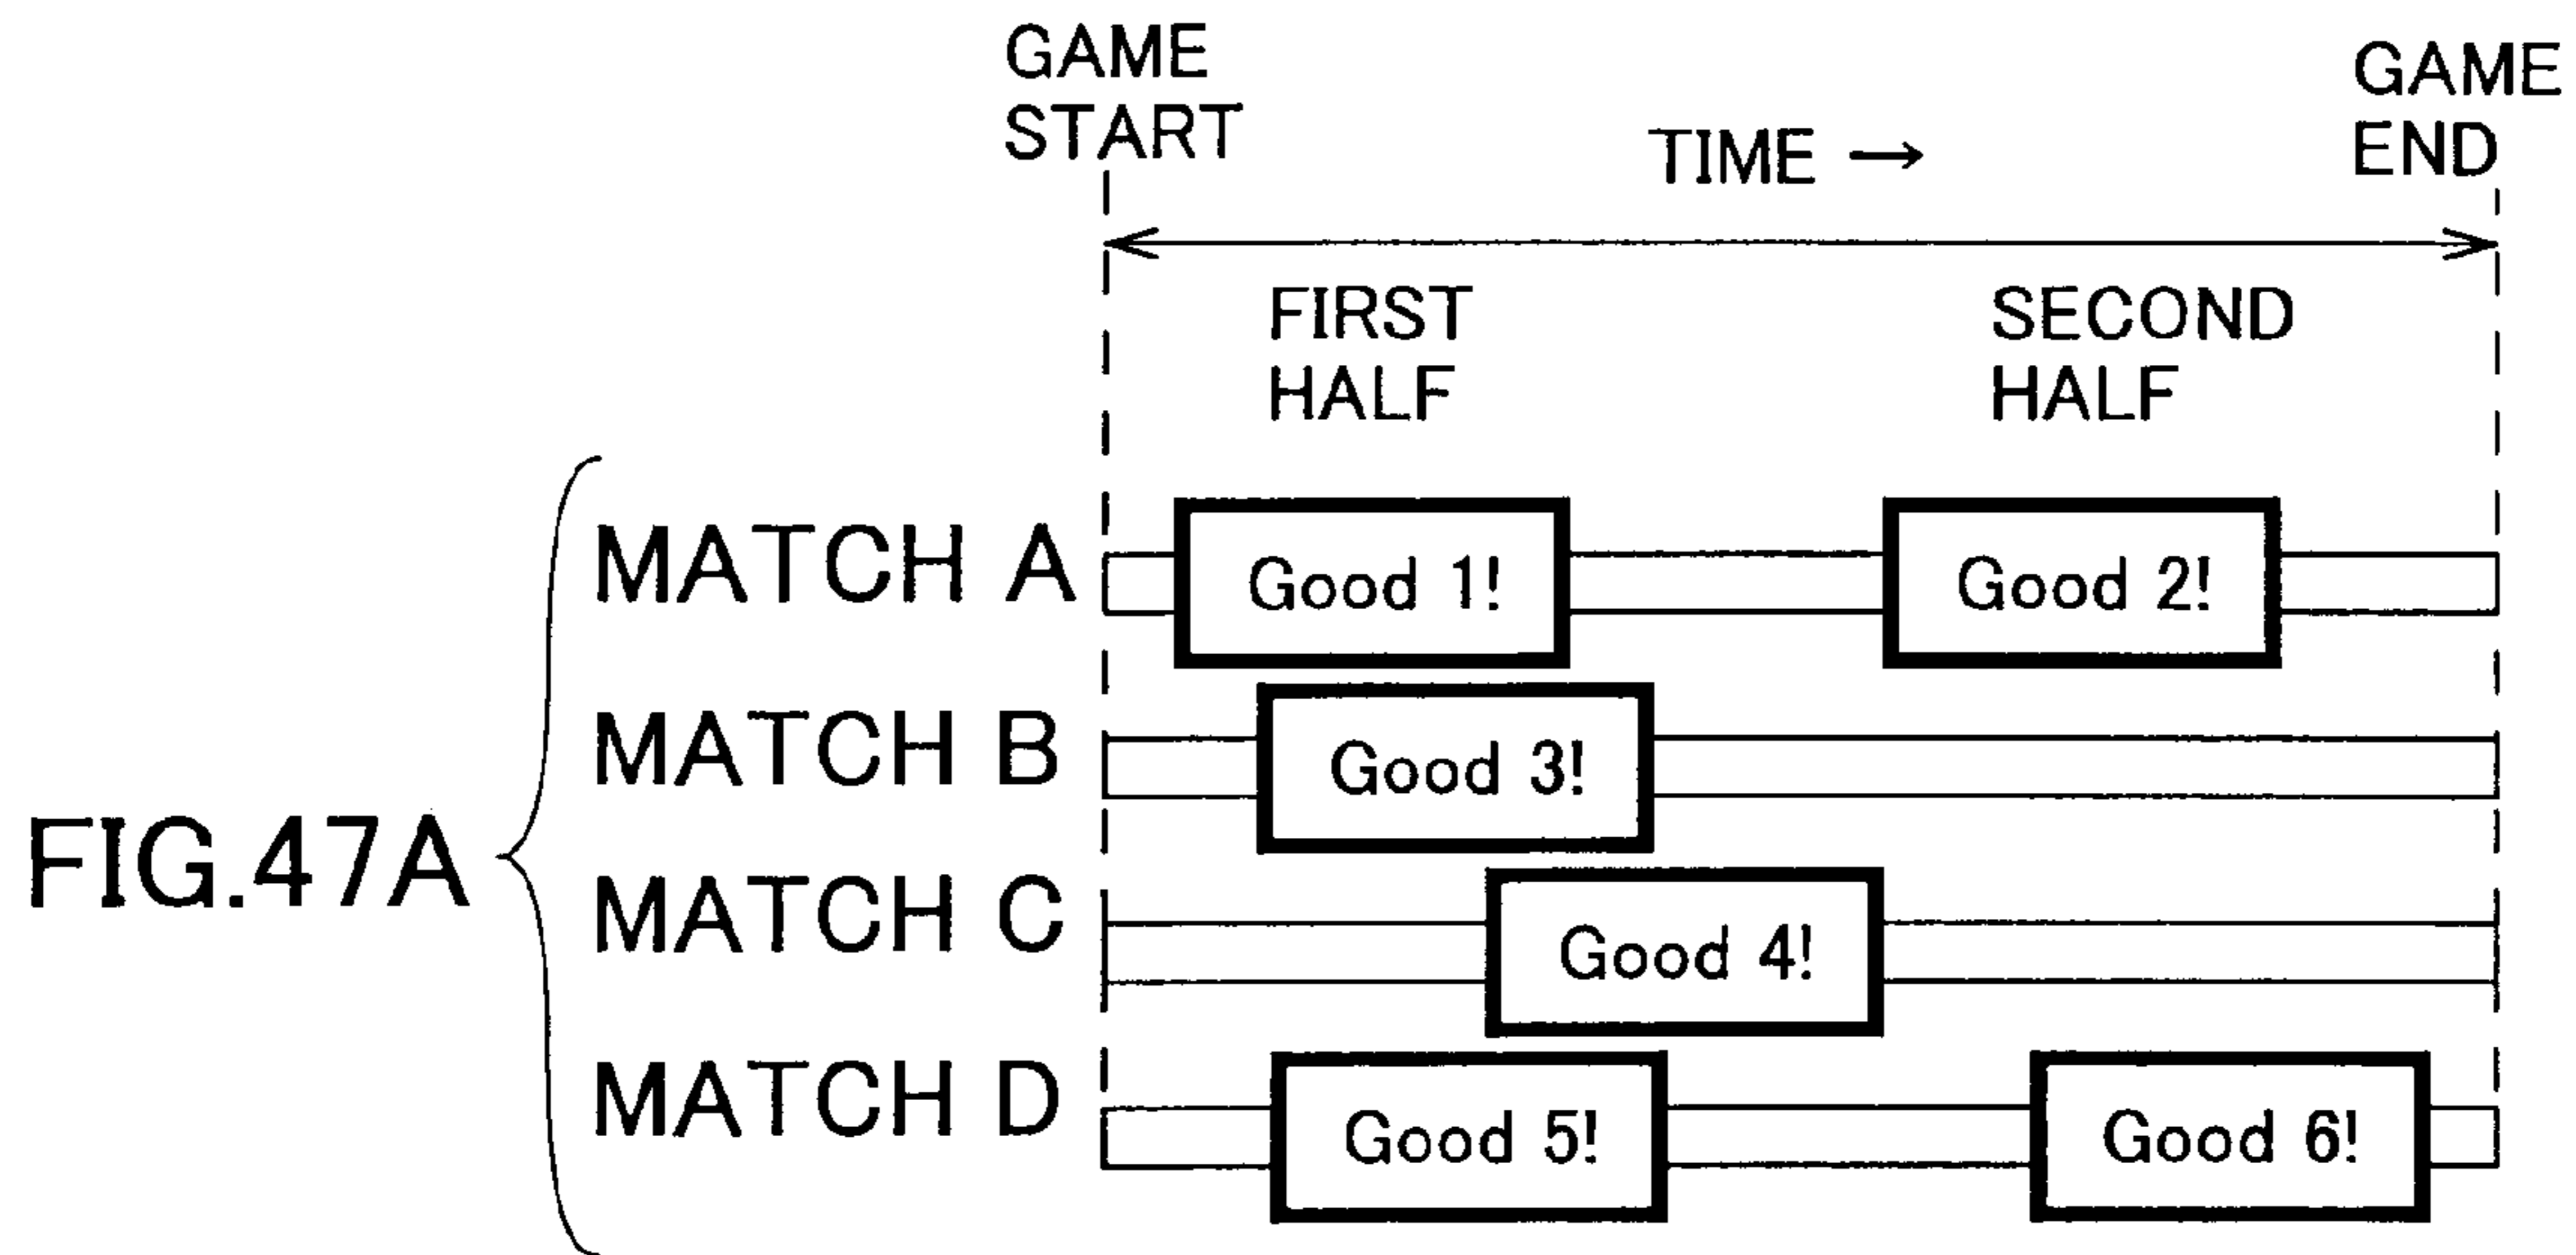 GAME
START
TIME →
GAME
END
FIRST
HALF
SECOND
HALF
FIG.47A
MATCH A
Good 1!
Good 2!
MATCH B
Good 3!
MATCH C
Good 4!
MATCH D
Good 5!
Good 6!